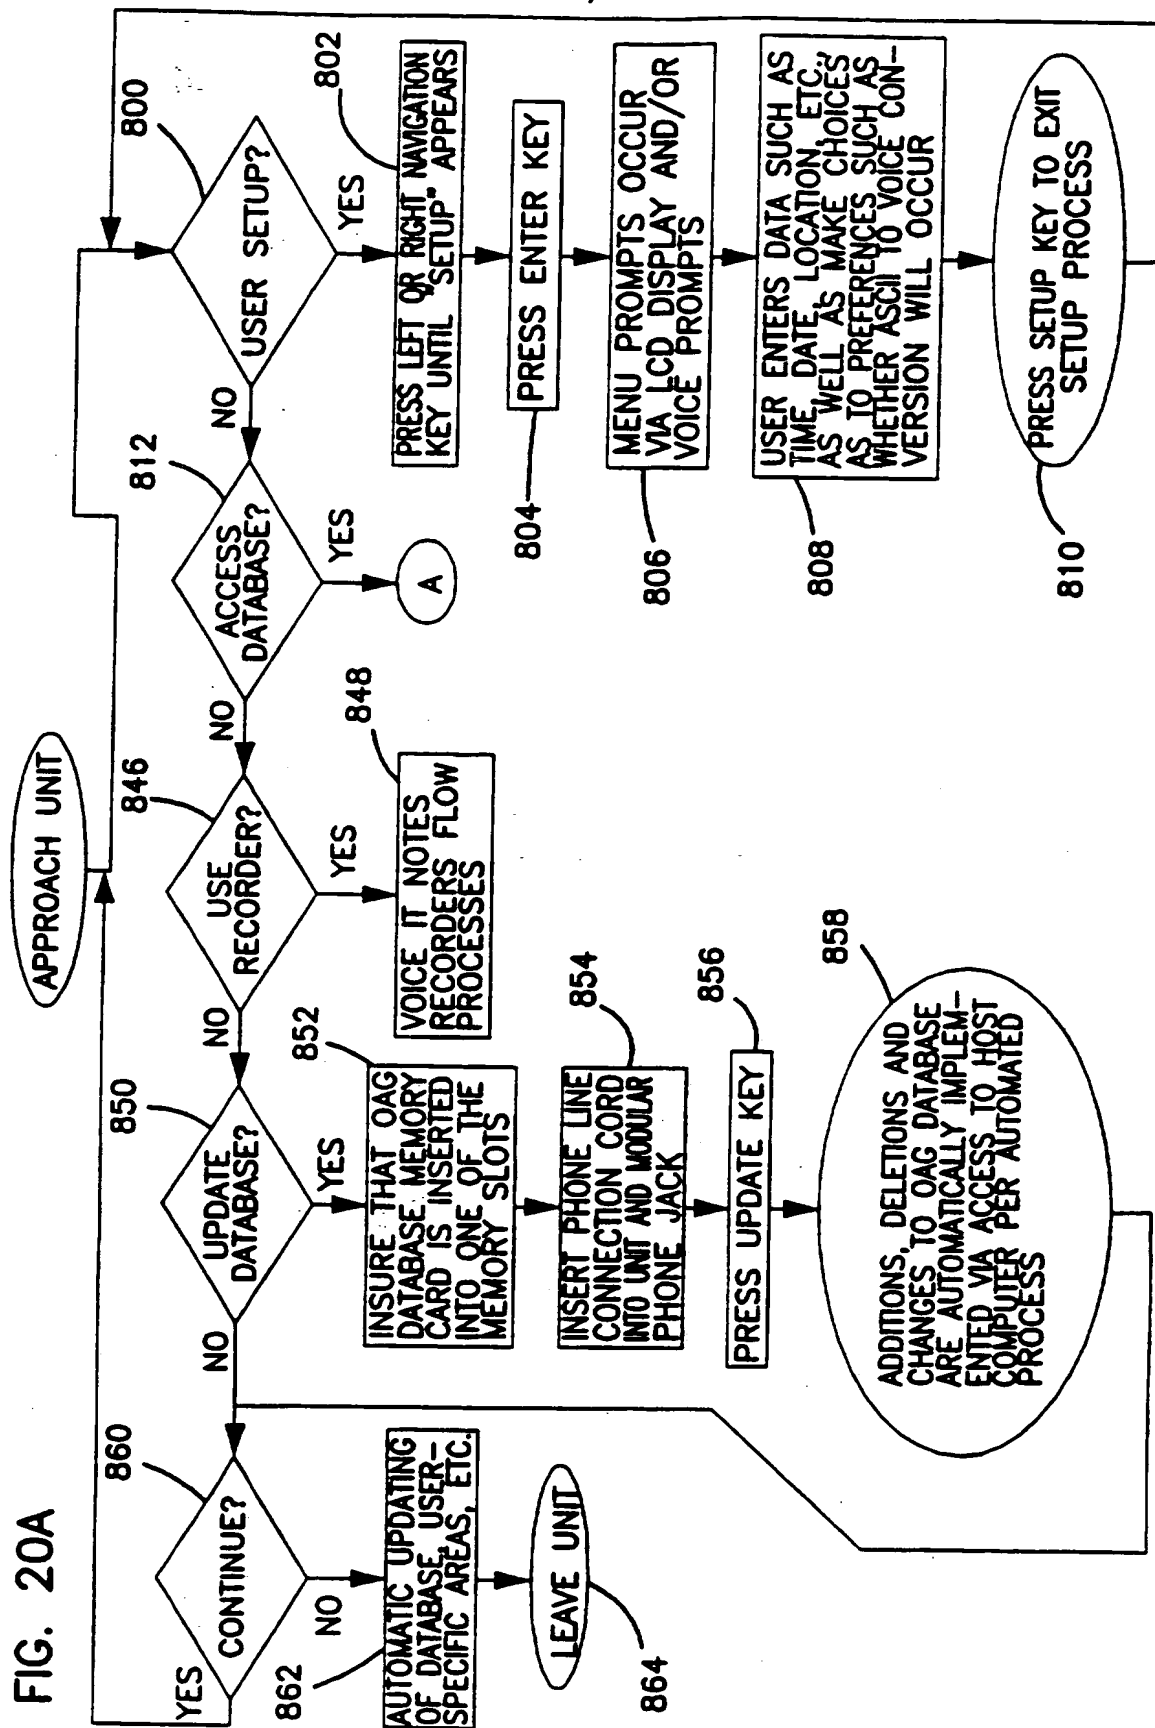 FIG. 20A
APPROACH UNIT
800
USER SETUP?
YES
NO
802
PRESS LEFT OR RIGHT NAVIGATION
KEY UNTIL "SETUP" APPEARS
804
PRESS ENTER KEY
806
MENU PROMPTS OCCUR
VIA LCD DISPLAY AND/OR
VOICE PROMPTS
808
USER ENTERS DATA SUCH AS
TIME, DATE, LOCATION, ETC.,
AS WELL AS MAKE CHOICES
AS TO PREFERENCES SUCH AS
WHETHER ASCII TO VOICE CON-
VERSION WILL OCCUR
810
PRESS SETUP KEY TO EXIT
SETUP PROCESS
812
ACCESS
DATABASE?
YES
A
NO
846
USE
RECORDER?
YES
848
VOICE IT NOTES
RECORDERS FLOW
PROCESSES
NO
850
UPDATE
DATABASE?
YES
852
INSURE THAT OAG
DATABASE MEMORY
CARD IS INSERTED
INTO ONE OF THE
MEMORY SLOTS
854
INSERT PHONE LINE
CONNECTION CORD
INTO UNIT AND MODULAR
PHONE JACK
856
PRESS UPDATE KEY
858
ADDITIONS, DELETIONS AND
CHANGES TO OAG DATABASE
ARE AUTOMATICALLY IMPLEM-
ENTED VIA ACCESS TO HOST
COMPUTER PER AUTOMATED
PROCESS
NO
860
CONTINUE?
YES
NO
862
AUTOMATIC UPDATING
OF DATABASE, USER-
SPECIFIC AREAS, ETC.
LEAVE UNIT
864